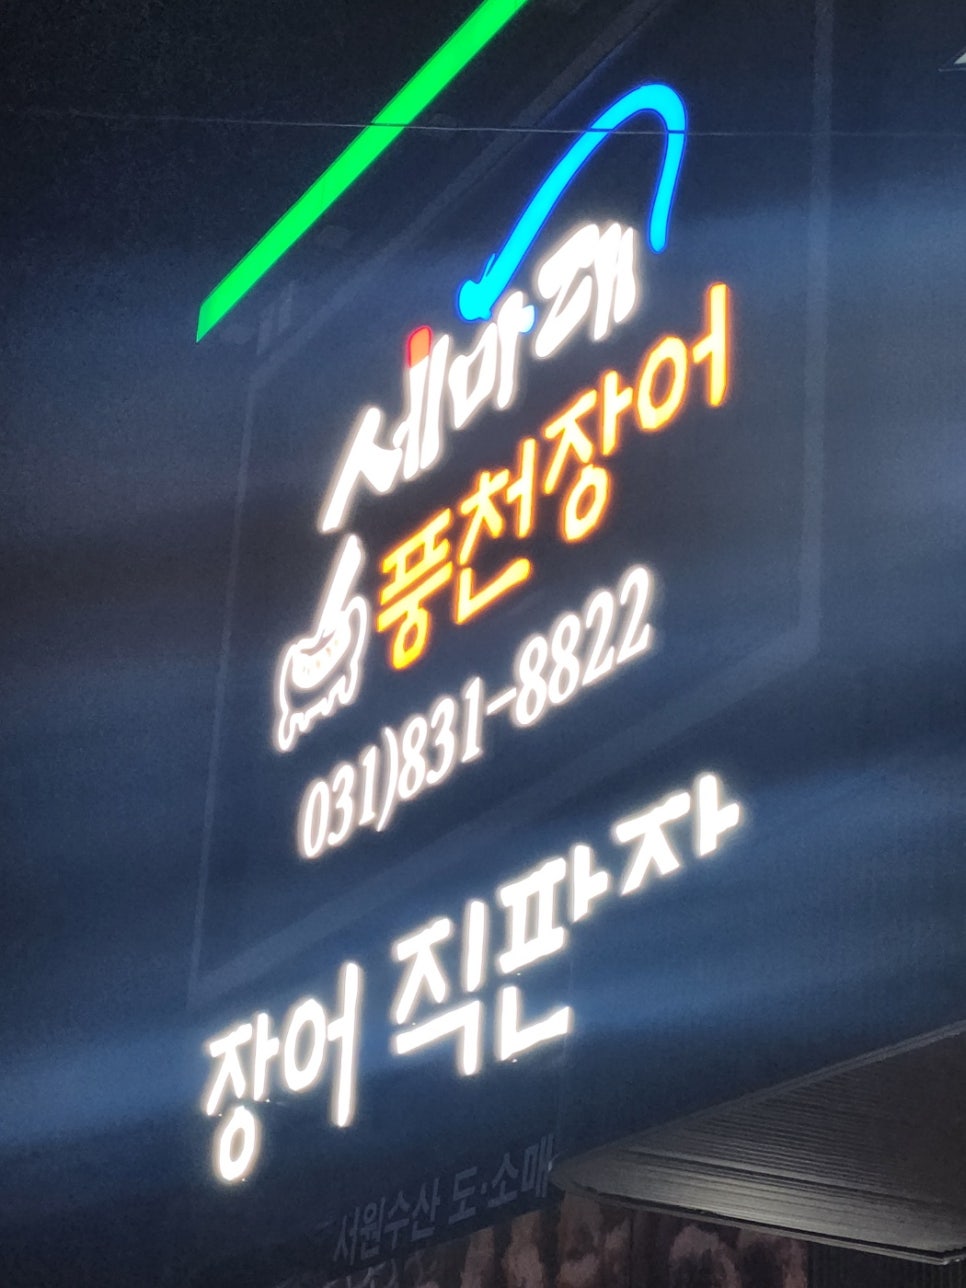 세마래
풍천장어
031)831-8822
장어 직판장
서원수산 도·소매